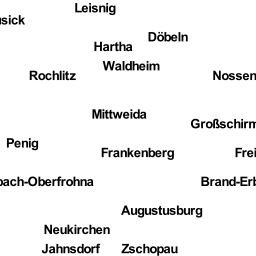 Leisnig
sick
Döbeln
Hartha
Waldheim
Rochlitz
Nossen
Mittweida
Großschirm
Penig
Frankenberg
Frei
bach-Oberfrohna
Brand-Erb
Augustusburg
Neukirchen
Jahnsdorf
Zschopau